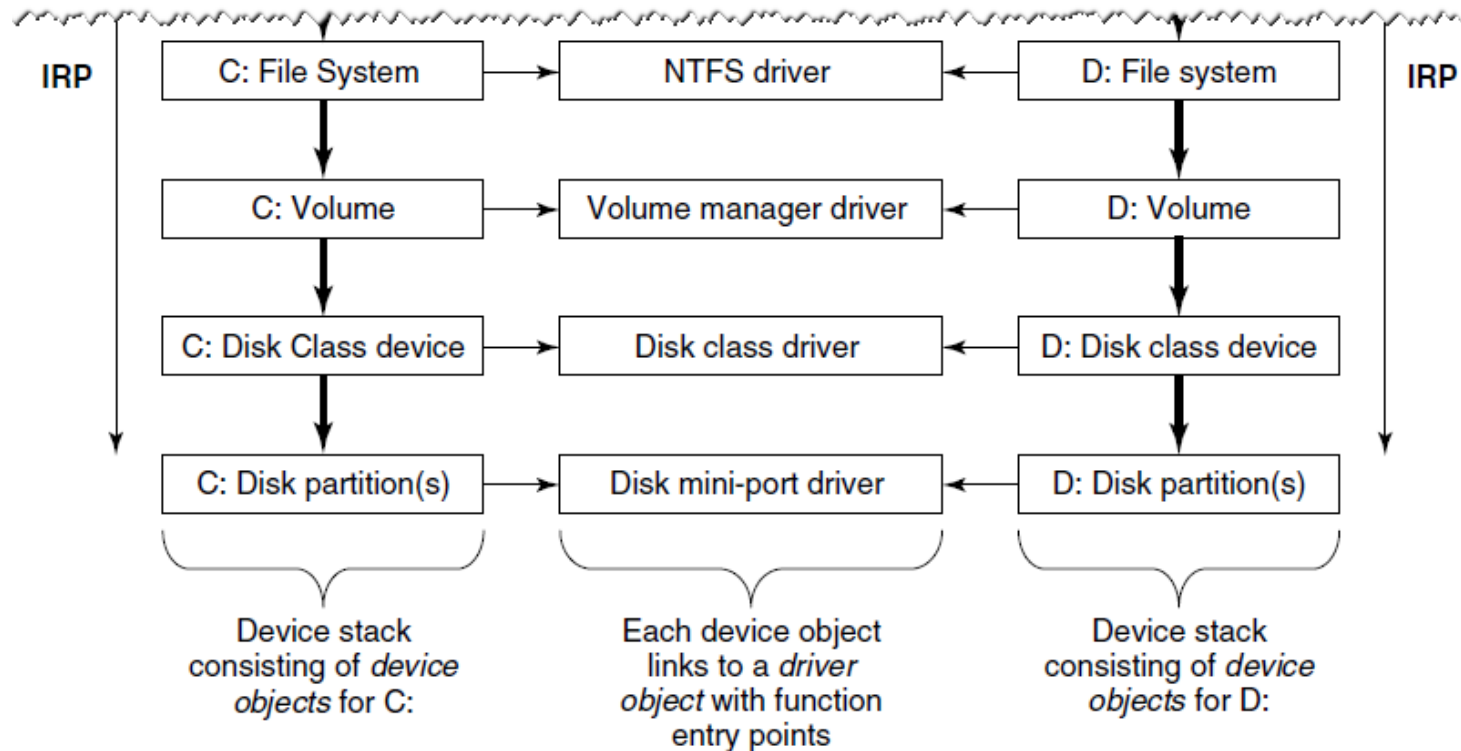 IRP
C: File System
NTFS driver
D: File system
IRP
C: Volume
Volume manager driver
D: Volume
C: Disk Class device
Disk class driver
D: Disk class device
C: Disk partition(s)
Disk mini-port driver
D: Disk partition(s)
Device stack
consisting of device
objects for C:
Each device object
links to a driver
object with function
entry points
Device stack
consisting of device
objects for D: